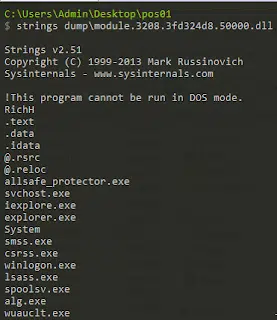 C:\Users\Admin\Desktop\pos01
$ strings dump\module.3208.3fd324d8.50000.dll
Strings v2.51
Copyright (C) 1999-2013 Mark Russinovich
Sysinternals - www.sysinternals.com
!This program cannot be run in DOS mode.
RichH
.text
.data
.idata
@.rsrc
@.reloc
allsafe_protector.exe
svchost.exe
iexplore.exe
explorer.exe
System
smss.exe
csrss.exe
winlogon.exe
lsass.exe
spoolsv.exe
alg.exe
wuauclt.exe